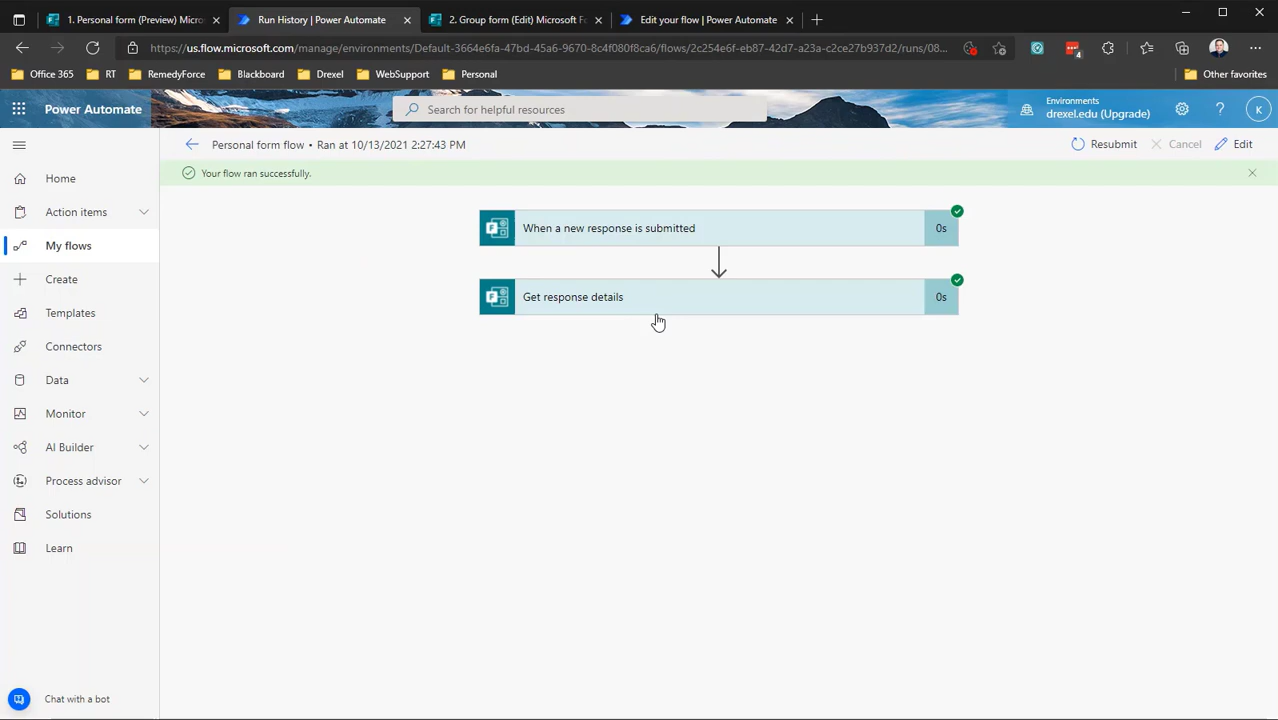 1. Personal form (Preview) Micros
Run History | Power Automate
2. Group form (Edit) Microsoft Fo
Edit your flow | Power Automate
https://us.flow.microsoft.com/manage/environments/Default-3664e6fa-47bd-45a6-9670-8c4f080f8ca6/flows/2c254e6f-eb87-42d7-a23a-c2ce27b937d2/runs/08...
4
Office 365
RT
RemedyForce
Blackboard
Drexel
WebSupport
Personal
Other favorites
Power Automate
Search for helpful resources
Environments
drexel.edu (Upgrade)
K
Personal form flow • Ran at 10/13/2021 2:27:43 PM
Resubmit
Cancel
Edit
Your flow ran successfully.
Home
Action items
My flows
Create
Templates
Connectors
Data
Monitor
AI Builder
Process advisor
Solutions
Learn
When a new response is submitted
0s
Get response details
0s
Chat with a bot